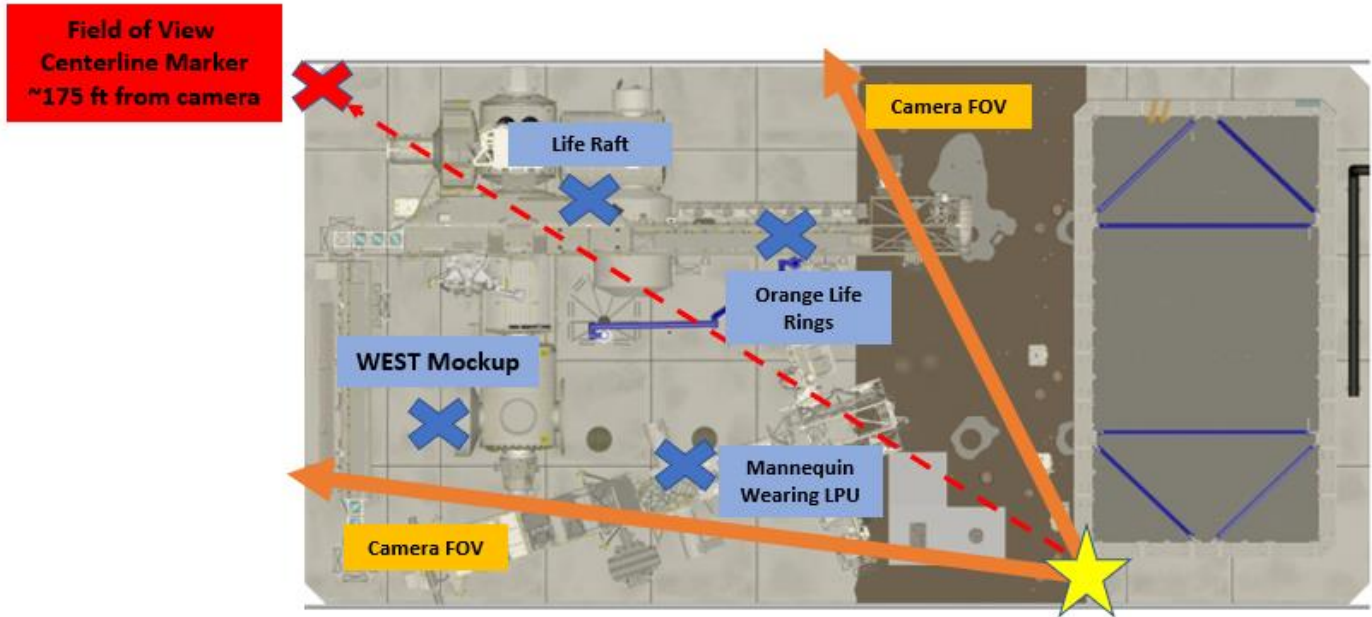 Field of View
Centerline Marker
~175 ft from camera
Camera FOV
Life Raft
Orange Life
Rings
WEST Mockup
Mannequin
Wearing LPU
Camera FOV